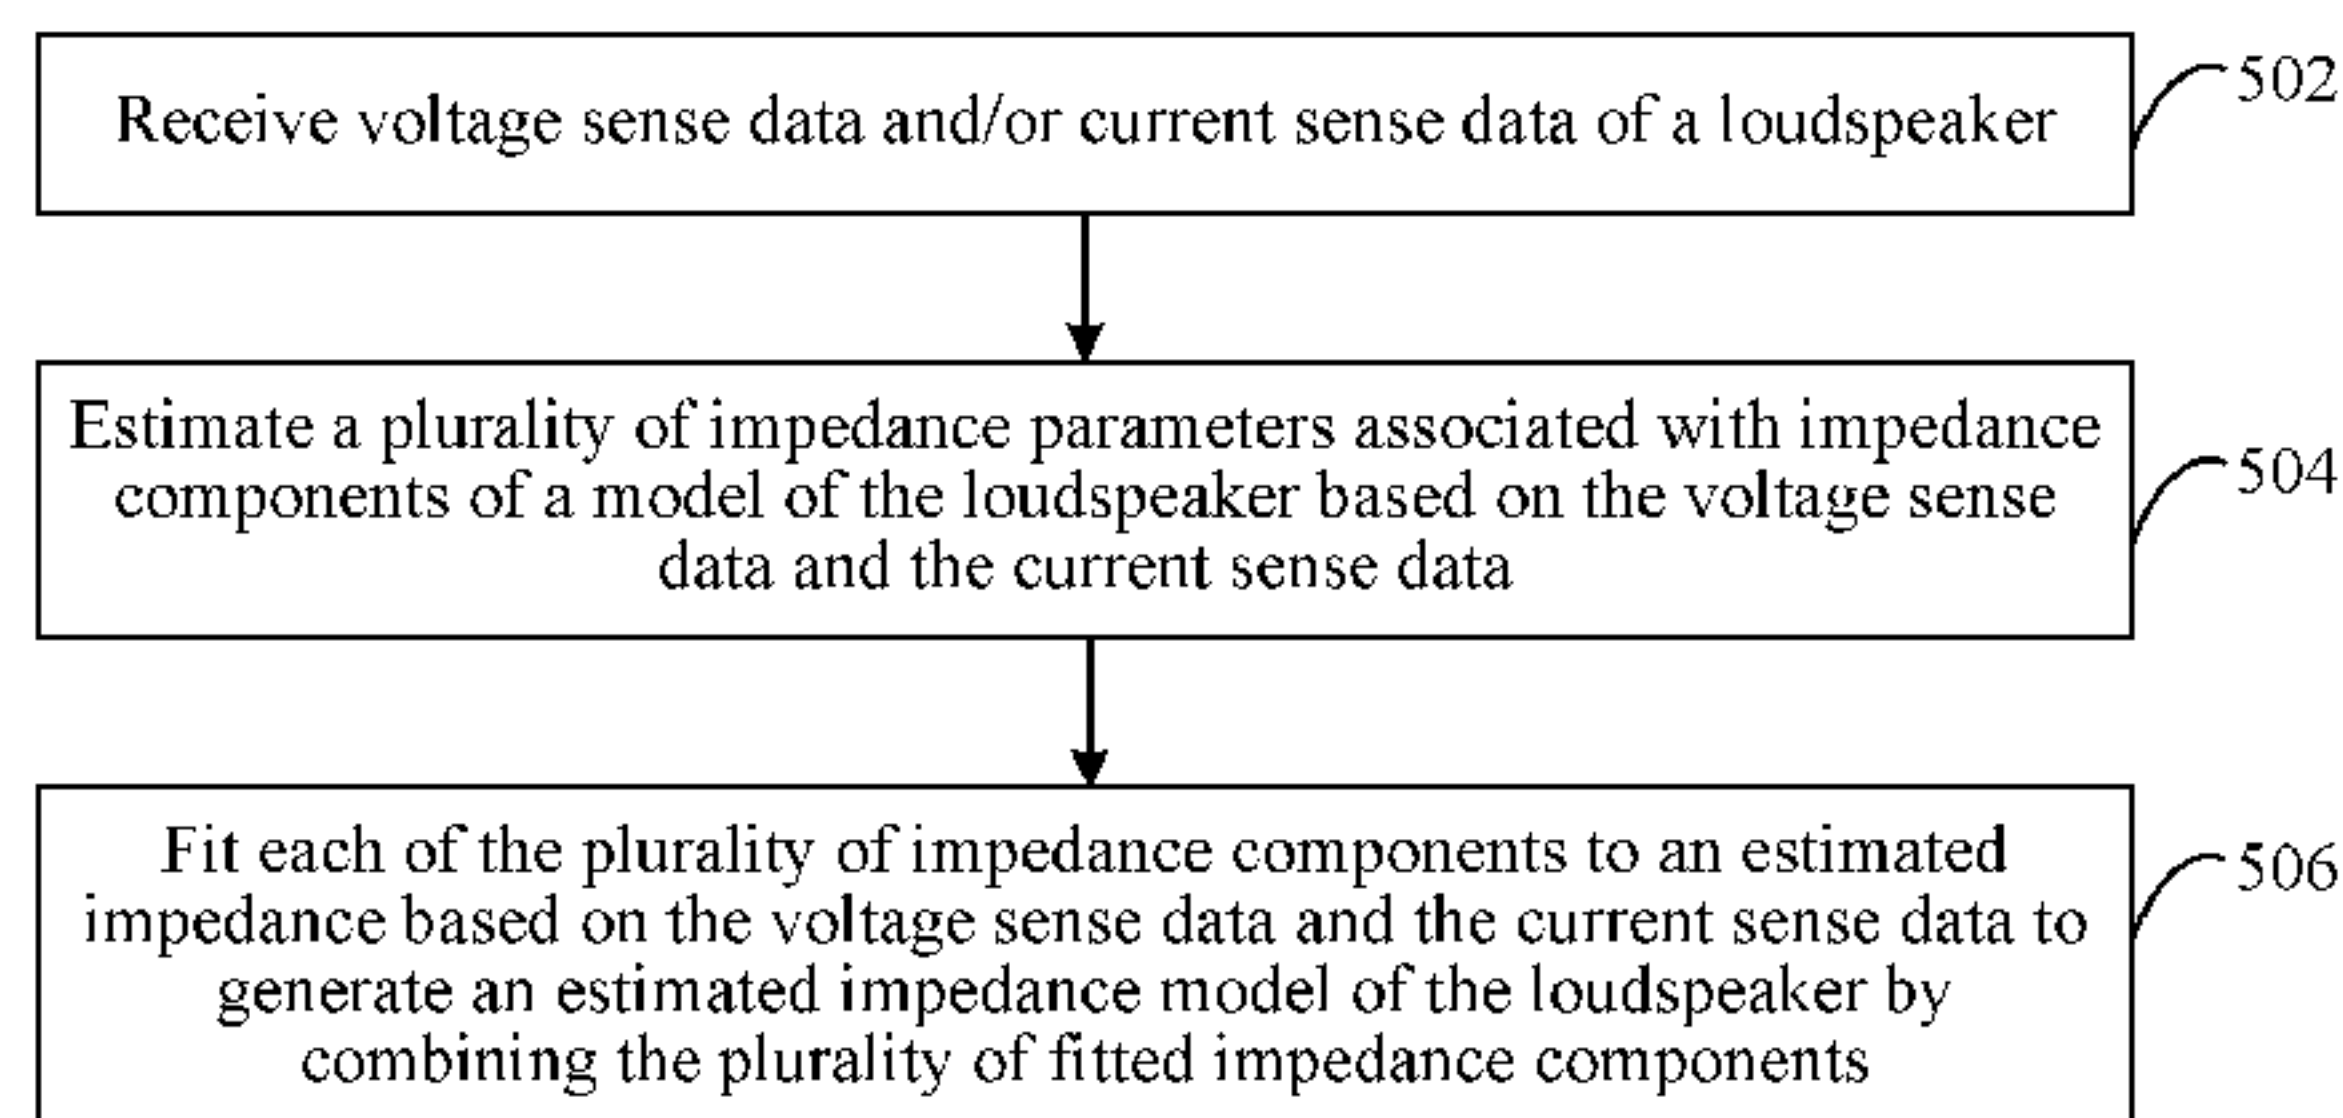 Receive voltage sense data and/or current sense data of a loudspeaker
502
Estimate a plurality of impedance parameters associated with impedance
components of a model of the loudspeaker based on the voltage sense
data and the current sense data
504
Fit each of the plurality of impedance components to an estimated
impedance based on the voltage sense data and the current sense data to
generate an estimated impedance model of the loudspeaker by
combining the plurality of fitted impedance components
506